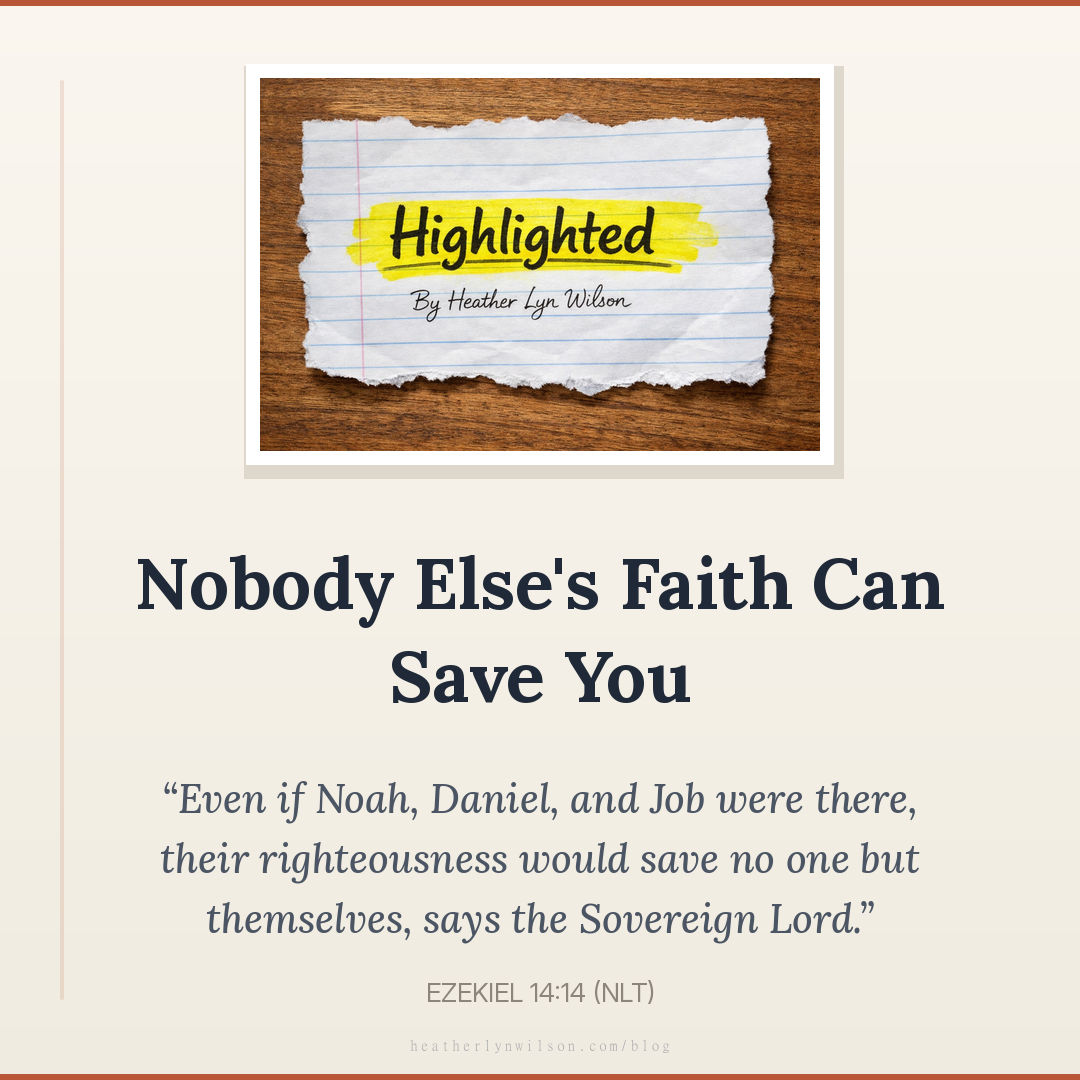 Highlighted
By Heather Lyn Wilson
Nobody Else's Faith Can
Save You
“Even if Noah, Daniel, and Job were there,
their righteousness would save no one but
themselves, says the Sovereign Lord.”
EZEKIEL 14:14 (NLT)
heatherlynwilson.com/blog